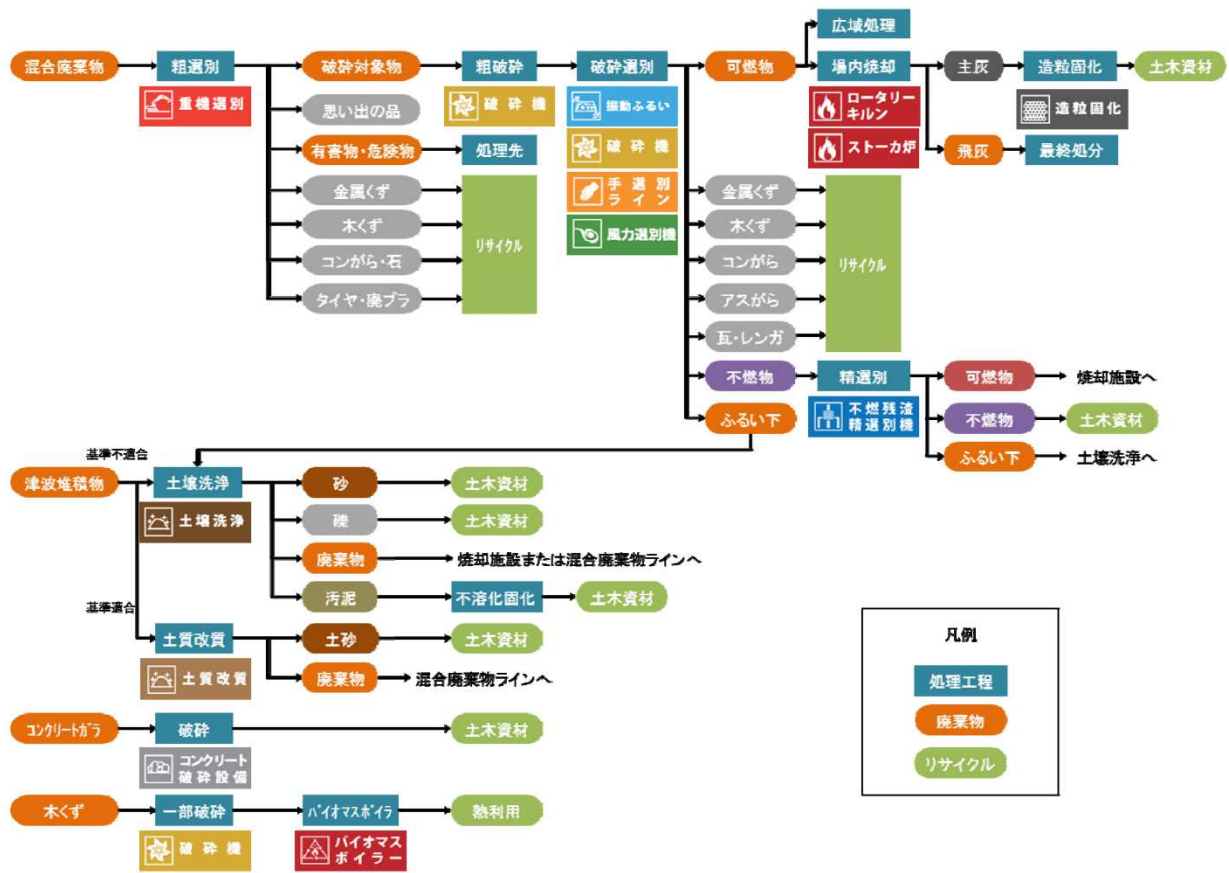 混合廃棄物
粗選別
重機選別
破砕対象物
粗破砕
破砕機
破砕選別
振動ふるい
破砕機
手選別
ライン
風力選別機
思い出の品
有害物・危険物
処理先
金属くず
木くず
コンがら・石
タイヤ・廃プラ
リサイクル
可燃物
広域処理
場内焼却
ロータリー
キルン
ストーカ炉
主灰
造粒固化
造粒固化
土木資材
飛灰
最終処分
金属くず
木くず
コンがら
アスがら
瓦・レンガ
リサイクル
不燃物
精選別
不燃残渣
精選別機
可燃物
焼却施設へ
不燃物
土木資材
ふるい下
土壌洗浄へ
ふるい下
基準不適合
津波堆積物
土壌洗浄
土壌洗浄
砂
土木資材
礫
土木資材
廃棄物
焼却施設または混合廃棄物ラインへ
汚泥
不溶化固化
土木資材
基準適合
土質改質
土質改質
土砂
土木資材
廃棄物
混合廃棄物ラインへ
コンクリートガラ
破砕
コンクリート
破砕設備
土木資材
木くず
一部破砕
破砕機
バイオマスボイラ
バイオマス
ボイラー
熱利用
凡例
処理工程
廃棄物
リサイクル